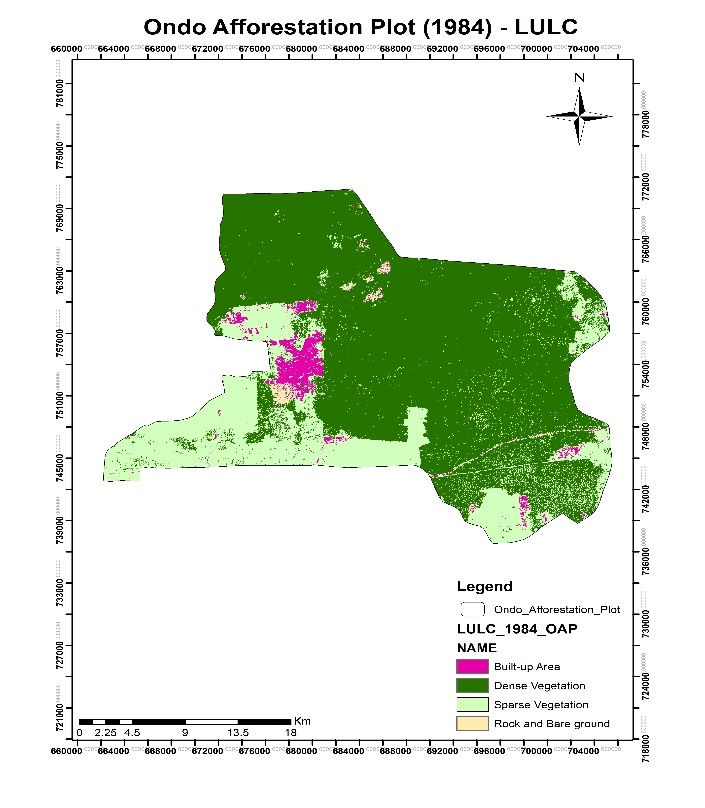 Ondo Afforestation Plot (1984) - LULC
660000 664000 668000 672000 676000 680000 684000 688000 692000 696000 700000 704000
N
781000
775000
769000
763000
757000
751000
745000
739000
733000
727000
721000
778000
772000
766000
760000
754000
748000
742000
736000
730000
724000
718000
Legend
Ondo_Afforestation_Plot
LULC_1984_OAP
NAME
Built-up Area
Dense Vegetation
Sparse Vegetation
Rock and Bare ground
Km
0 2.25 4.5 9 13.5 18
660000 664000 668000 672000 676000 680000 684000 688000 692000 696000 700000 704000